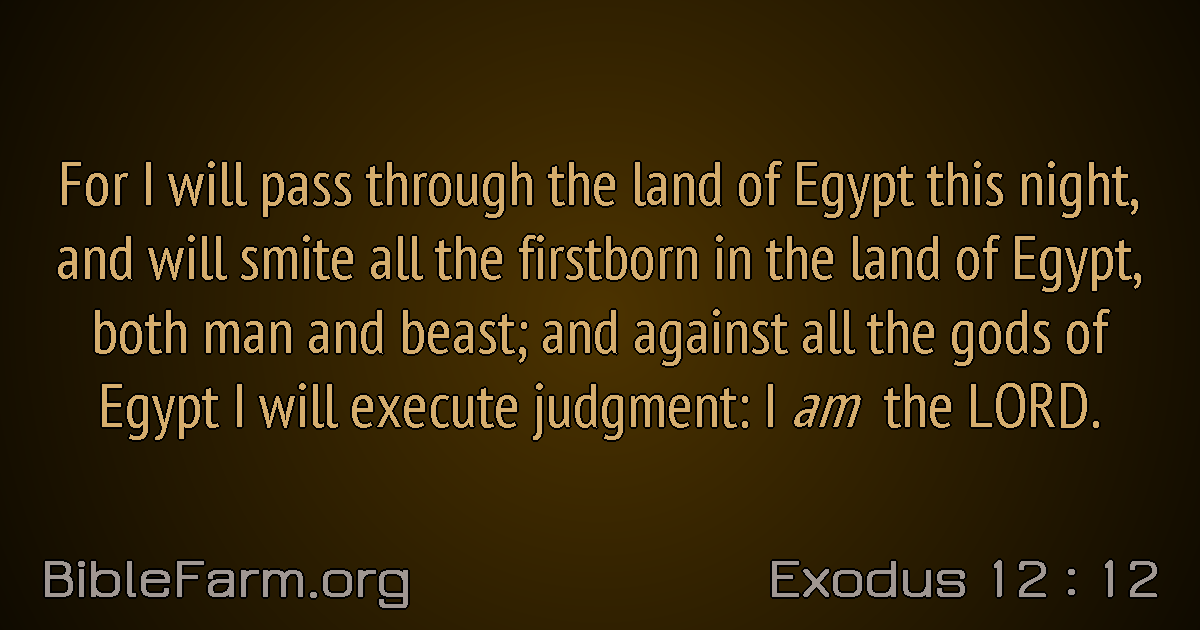 For I will pass through the land of Egypt this night,
and will smite all the firstborn in the land of Egypt,
both man and beast; and against all the gods of
Egypt I will execute judgment: I am the LORD.
BibleFarm.org
Exodus 12 : 12